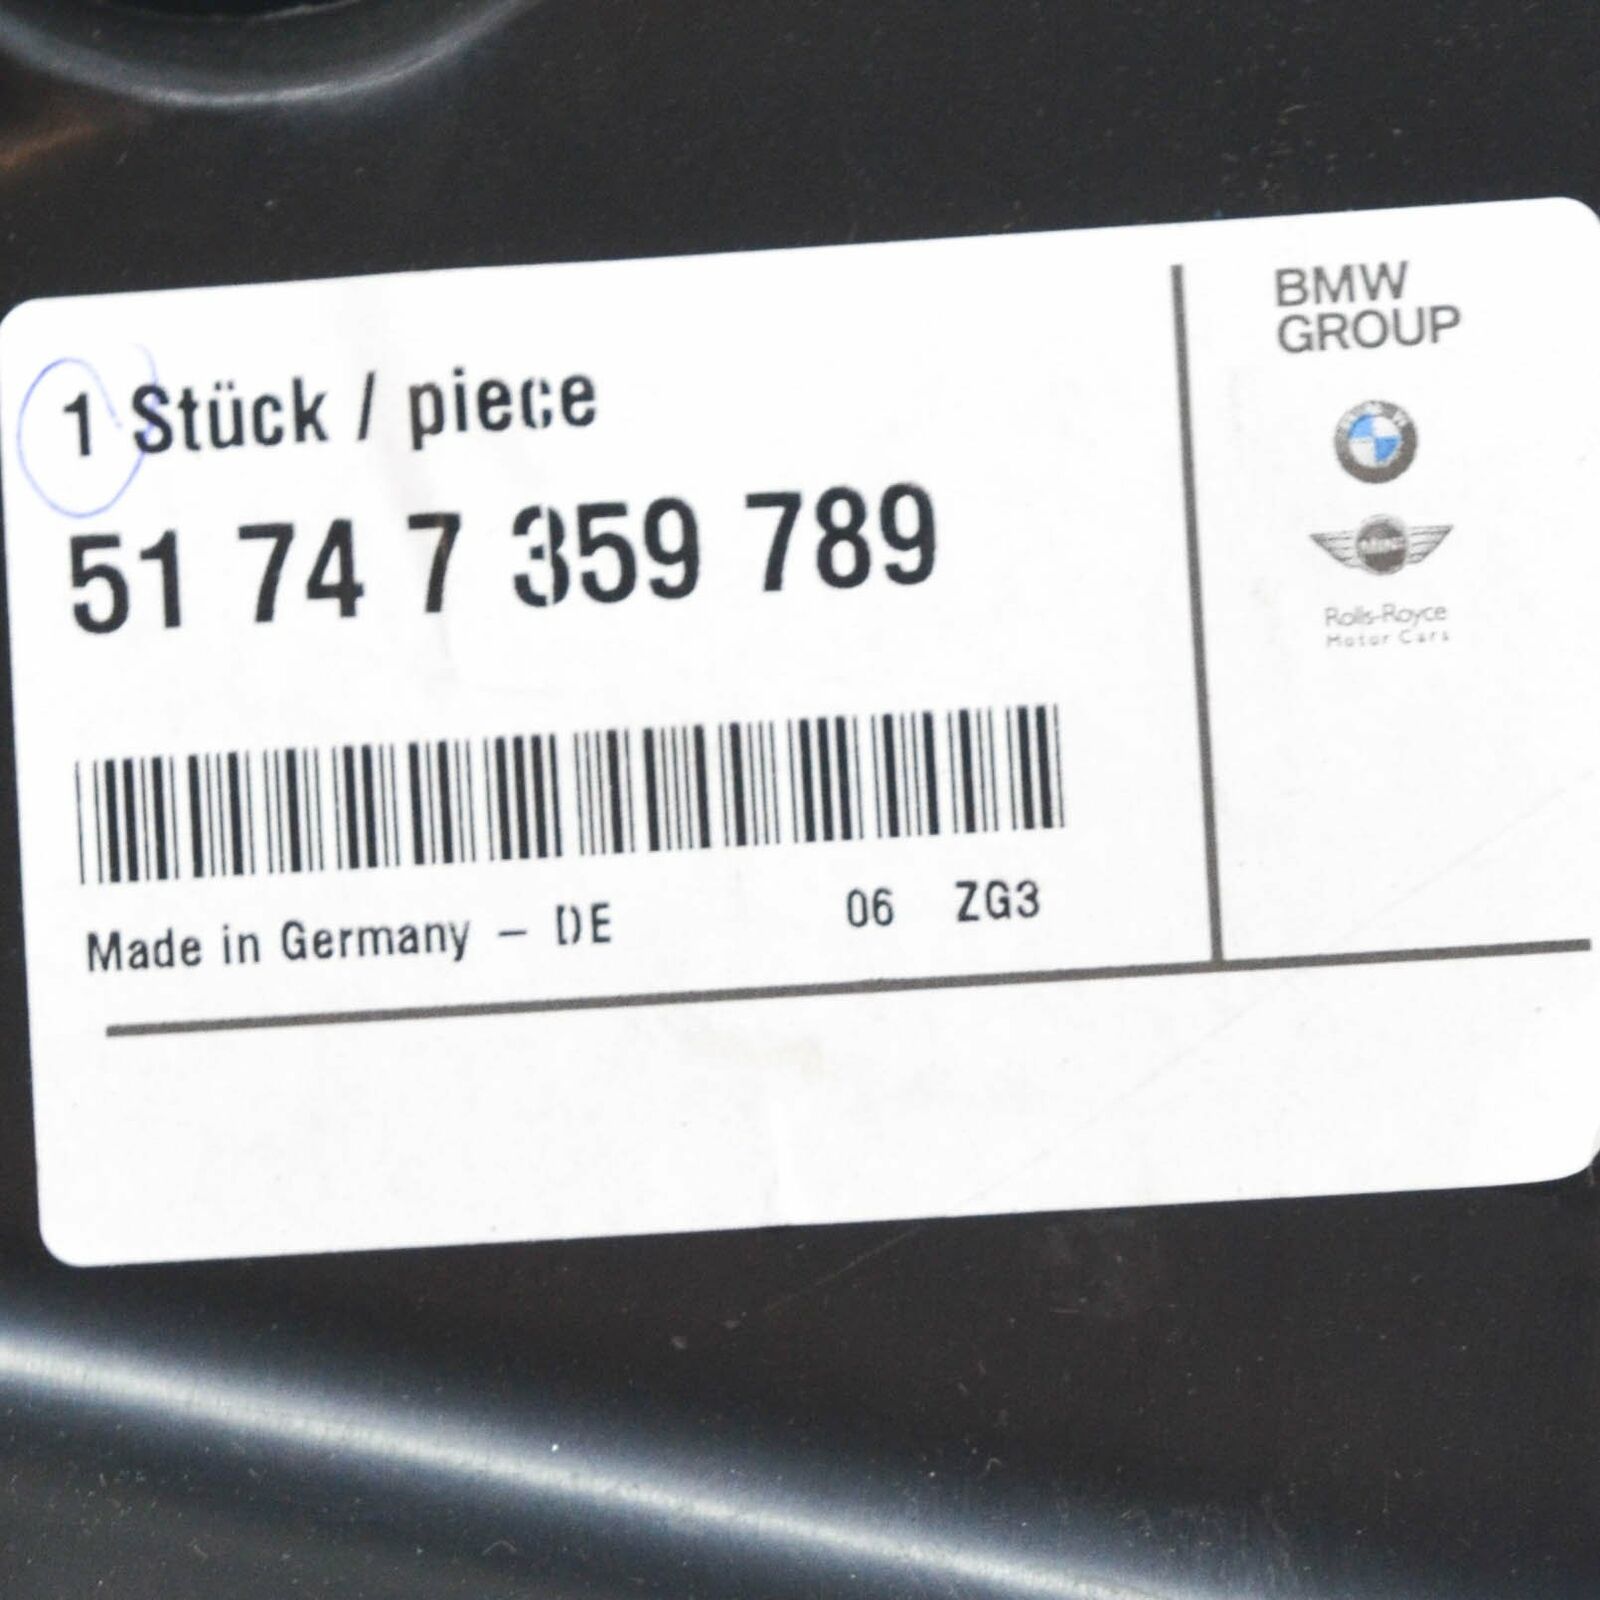 1 Stück / piece
51 74 7 359 789
Made in Germany – DE 06 ZG3
BMW
GROUP
MINI
Rolls-Royce
Motor Cars